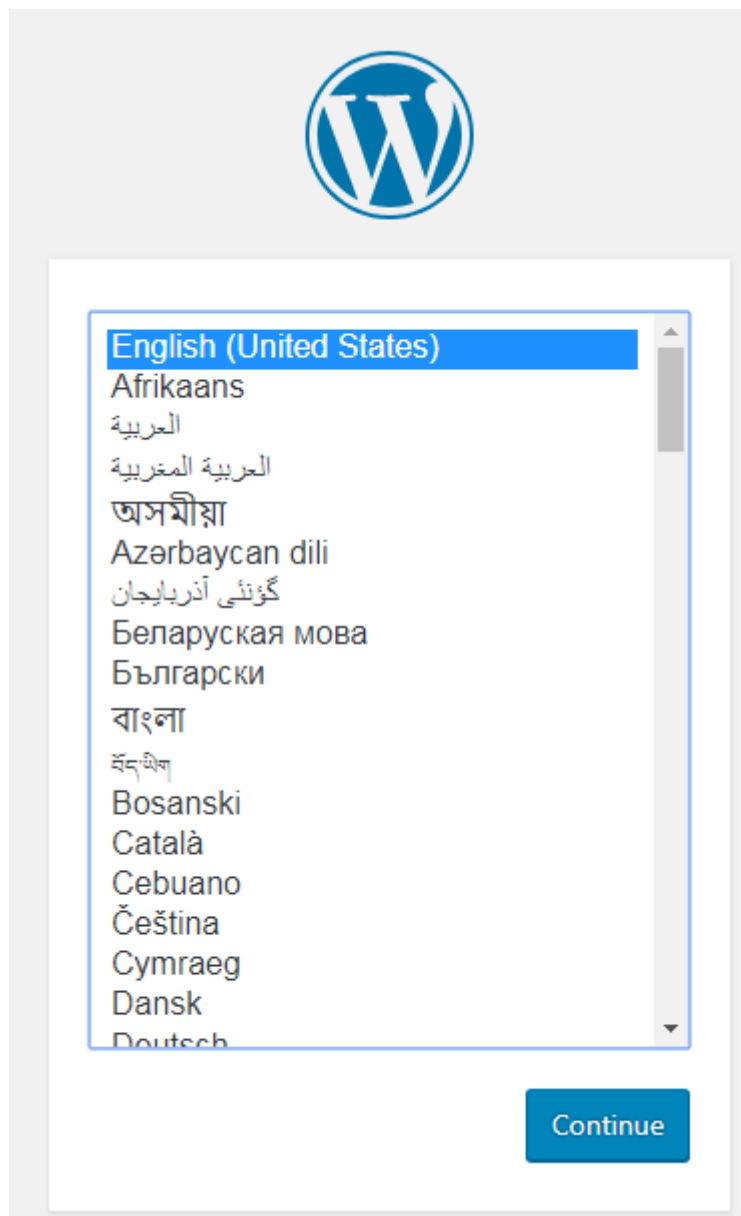 English (United States)
Afrikaans
العربية
العربية المغربية
অসমীয়া
Azərbaycan dili
گؤنئی آذربایجان
Беларуская мова
Български
বাংলা
བོད་ཡིག
Bosanski
Català
Cebuano
Čeština
Cymraeg
Dansk
Deutsch
Continue